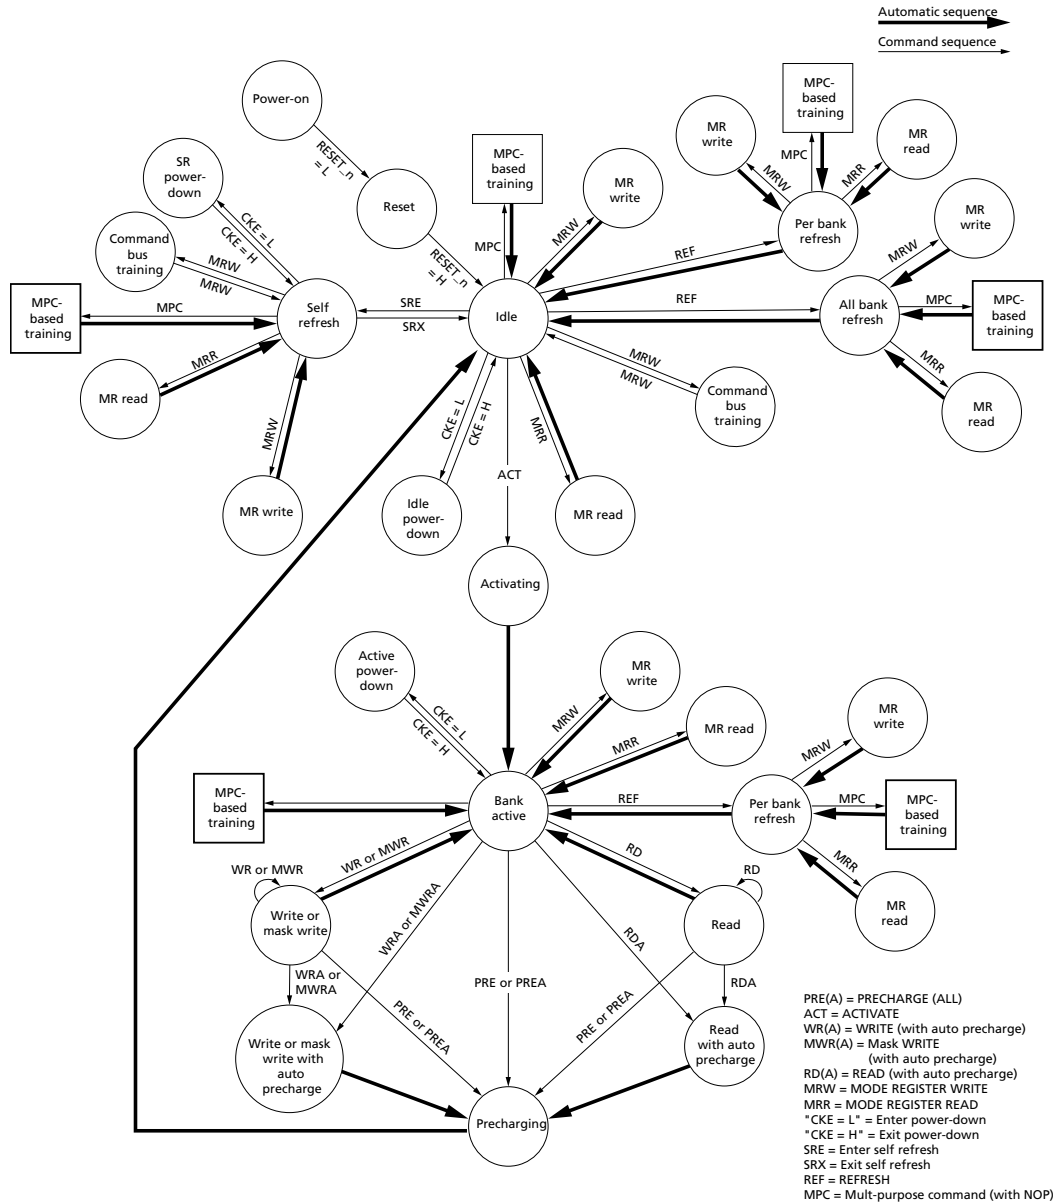 Automatic sequence
Command sequence
Power-on
RESET_n
= L
Reset
RESET_n
= H
SR
power-
down
CKE = L
CKE = H
Command
bus
training
MRW
MRW
MPC-
based
training
MPC
Self
refresh
MRR
MR read
MRW
MR write
SRE
SRX
MPC-
based
training
MPC
MRW
MR
write
Idle
REF
REF
MR
write
MRW
MPC-
based
training
MPC
MRR
MR
read
Per bank
refresh
MR
write
MRW
All bank
refresh
MPC
MPC-
based
training
MRR
MR
read
MRW
MRW
Command
bus
training
CKE = L
CKE = H
Idle
power-
down
ACT
MRR
MR read
Activating
Active
power-
down
CKE = L
CKE = H
MRW
MR
write
MRR
MR read
MPC-
based
training
Bank
active
REF
Per bank
refresh
MRW
MR
write
MPC
MPC-
based
training
MRR
MR
read
WR or MWR
WR or MWR
Write or
mask write
WRA or MWRA
WRA or
MWRA
PRE or PREA
PRE or PREA
RD
RD
Read
RDA
RDA
PRE or PREA
Write or mask
write with
auto
precharge
Read
with auto
precharge
Precharging
PRE(A) = PRECHARGE (ALL)
ACT = ACTIVATE
WR(A) = WRITE (with auto precharge)
MWR(A) = Mask WRITE
(with auto precharge)
RD(A) = READ (with auto precharge)
MRW = MODE REGISTER WRITE
MRR = MODE REGISTER READ
"CKE = L" = Enter power-down
"CKE = H" = Exit power-down
SRE = Enter self refresh
SRX = Exit self refresh
REF = REFRESH
MPC = Mult-purpose command (with NOP)